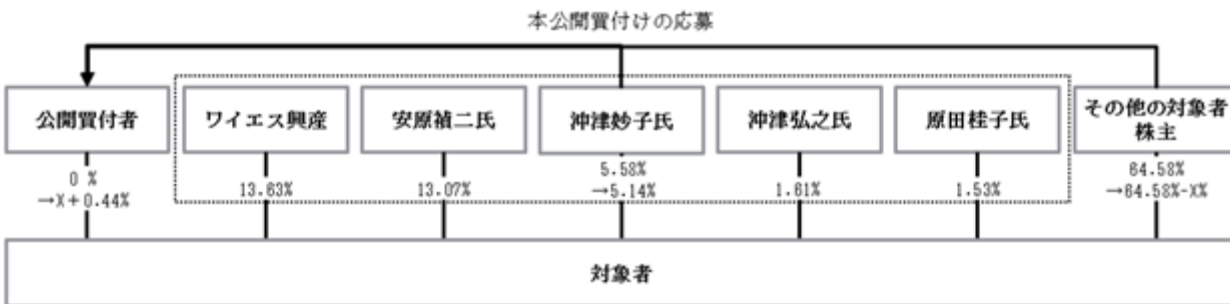 本公開買付けの応募
公開買付者
ワイエス興産
安原禎二氏
沖津妙子氏
沖津弘之氏
原田桂子氏
その他の対象者
株主
0 %
→X+0.44%
13.63%
13.07%
5.58%
→5.14%
1.61%
1.53%
64.58%
→64.58%-X%
対象者